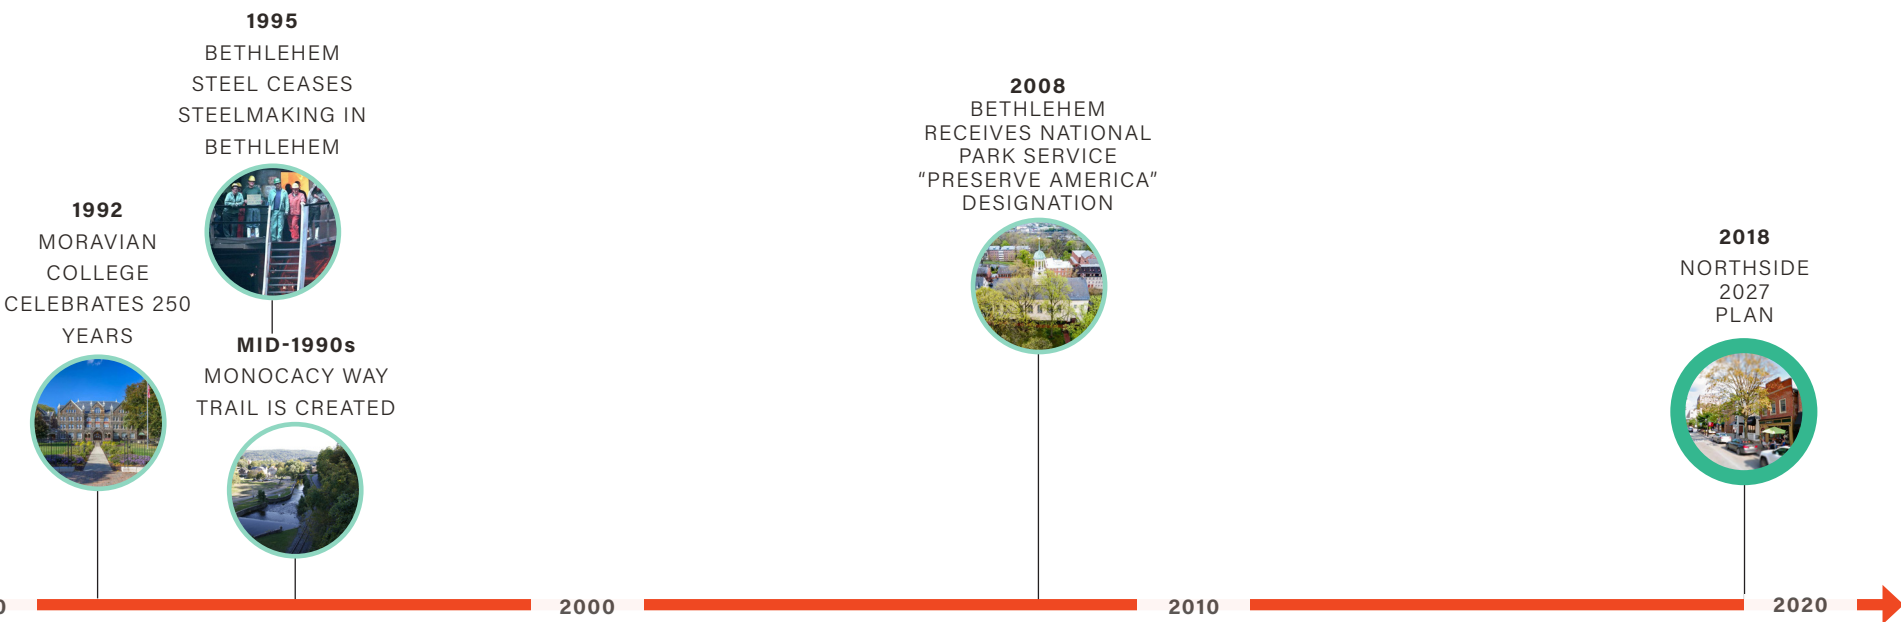 1995
BETHLEHEM
STEEL CEASES
STEELMAKING IN
BETHLEHEM
1992
MORAVIAN
COLLEGE
CELEBRATES 250
YEARS
MID-1990s
MONOCACY WAY
TRAIL IS CREATED
2008
BETHLEHEM
RECEIVES NATIONAL
PARK SERVICE
“PRESERVE AMERICA”
DESIGNATION
2018
NORTHSIDE
2027
PLAN
0
2000
2010
2020